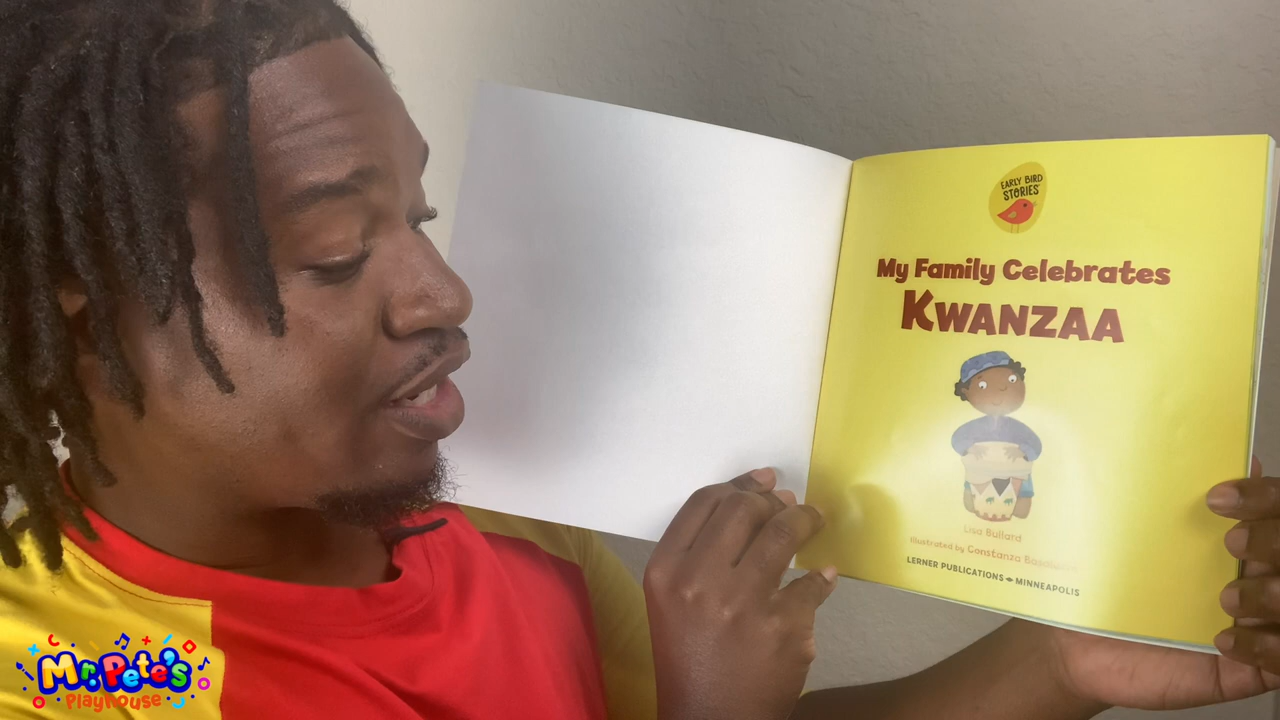 EARLY BIRD
STORIES
My Family Celebrates
KWANZAA
Lisa Bullard
Illustrated by Constanza
LERNER PUBLICATIONS MINNEAPOLIS
Mr. Pete's
Playhouse